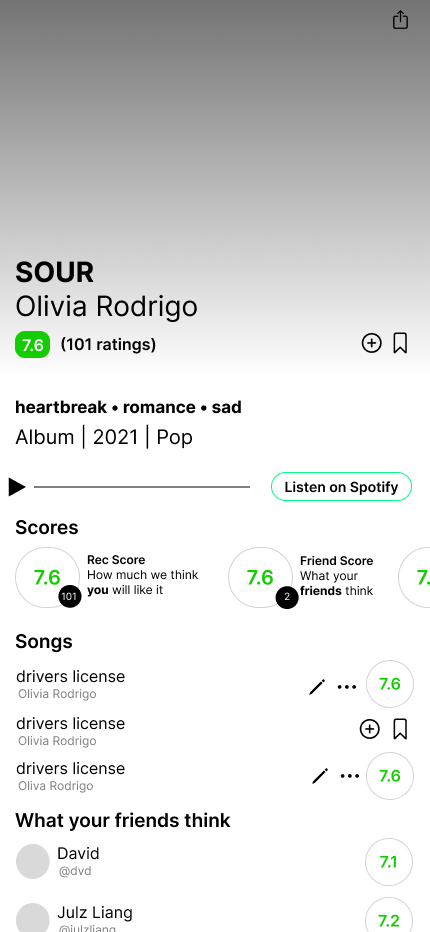 SOUR
Olivia Rodrigo
7.6 (101 ratings)
heartbreak • romance • sad
Album | 2021 | Pop
Listen on Spotify
Scores
7.6
101
Rec Score
How much we think
you will like it
7.6
2
Friend Score
What your
friends think
7.
Songs
drivers license
Olivia Rodrigo
7.6
drivers license
Olivia Rodrigo
drivers license
Oliva Rodrigo
7.6
What your friends think
David
@dvd
7.1
Julz Liang
@julzliang
7.2